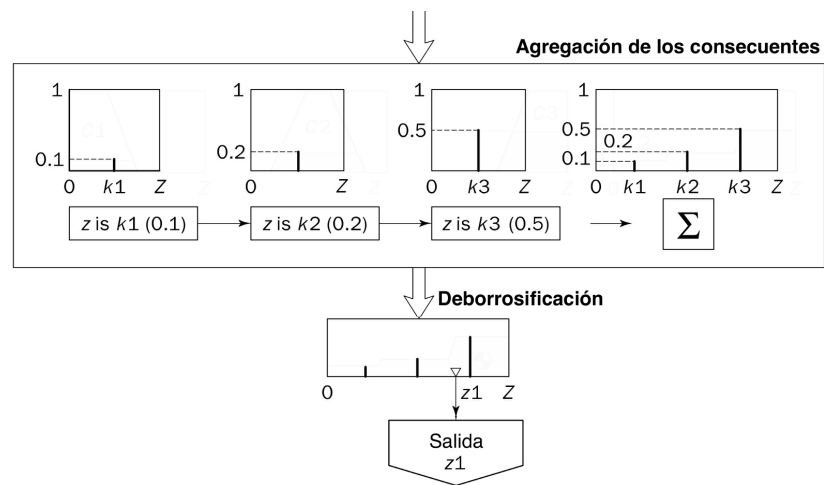 Agregación de los consecuentes
1
0.1
0 k1 Z
1
0.2
0 Z
1
0.5
0 k3 Z
1
0.5
0.2
0.1
0 k1 k2 k3 Z
z is k1 (0.1)
z is k2 (0.2)
z is k3 (0.5)
Σ
Deborrosificación
0 z1 Z
Salida
z1